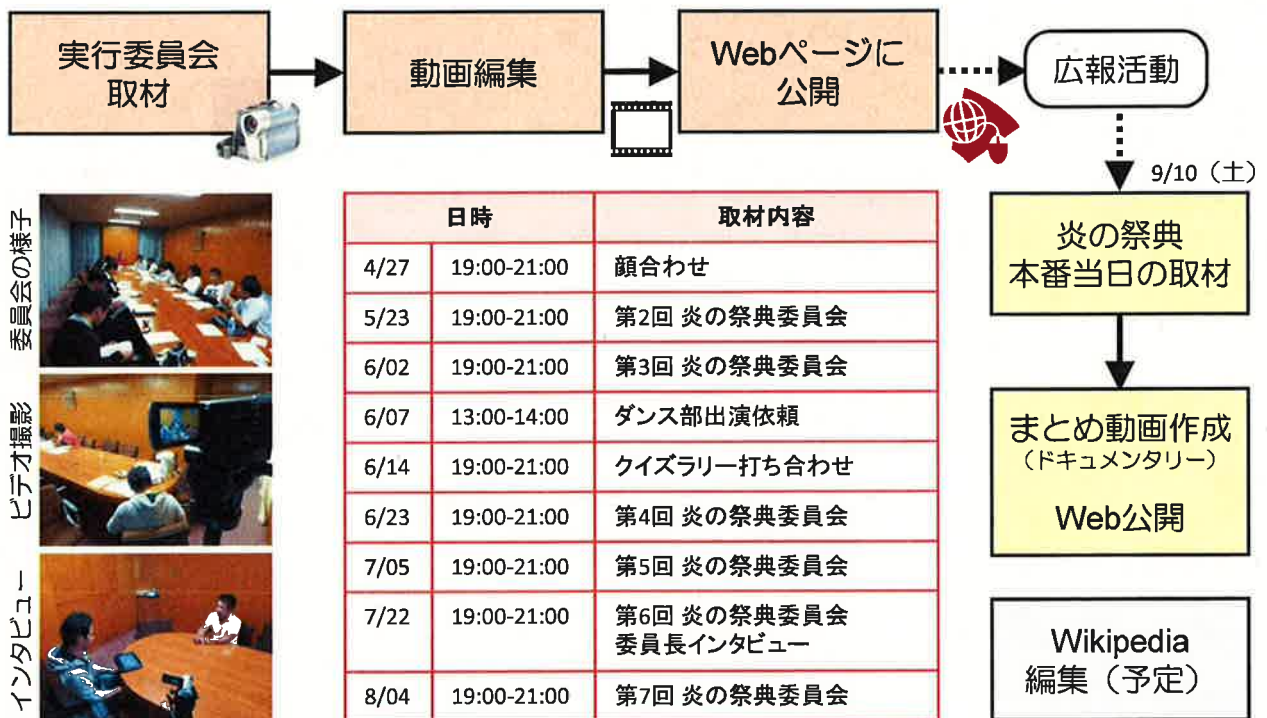 実行委員会
取材
動画編集
Webページに
公開
広報活動
9/10（土）
炎の祭典
本番当日の取材
まとめ動画作成
（ドキュメンタリー）
Web公開
Wikipedia
編集（予定）
委員会の様子
ビデオ撮影
インタビュー
日時 取材内容
4/27 19:00-21:00 顔合わせ
5/23 19:00-21:00 第2回 炎の祭典委員会
6/02 19:00-21:00 第3回 炎の祭典委員会
6/07 13:00-14:00 ダンス部出演依頼
6/14 19:00-21:00 クイズラリー打ち合わせ
6/23 19:00-21:00 第4回 炎の祭典委員会
7/05 19:00-21:00 第5回 炎の祭典委員会
7/22 19:00-21:00 第6回 炎の祭典委員会
委員長インタビュー
8/04 19:00-21:00 第7回 炎の祭典委員会